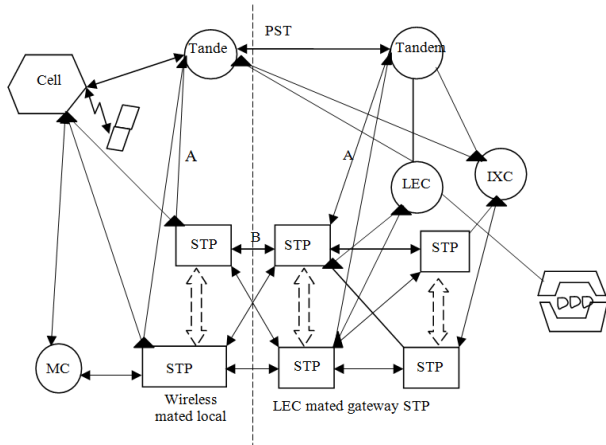 PST
Tande
Tandem
Cell
A
A
LEC
IXC
STP
B
STP
STP
MC
STP
STP
STP
Wireless
mated local
LEC mated gateway STP